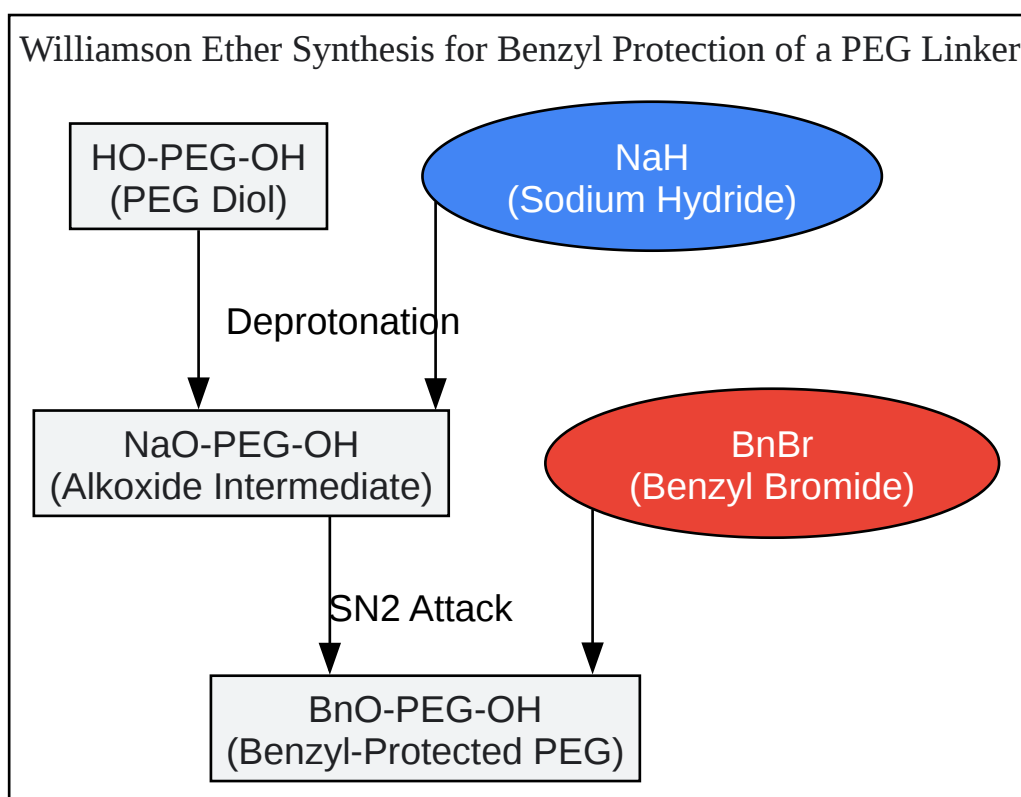 Williamson Ether Synthesis for Benzyl Protection of a PEG Linker
HO-PEG-OH
(PEG Diol)
NaH
(Sodium Hydride)
Deprotonation
NaO-PEG-OH
(Alkoxide Intermediate)
BnBr
(Benzyl Bromide)
SN2 Attack
BnO-PEG-OH
(Benzyl-Protected PEG)